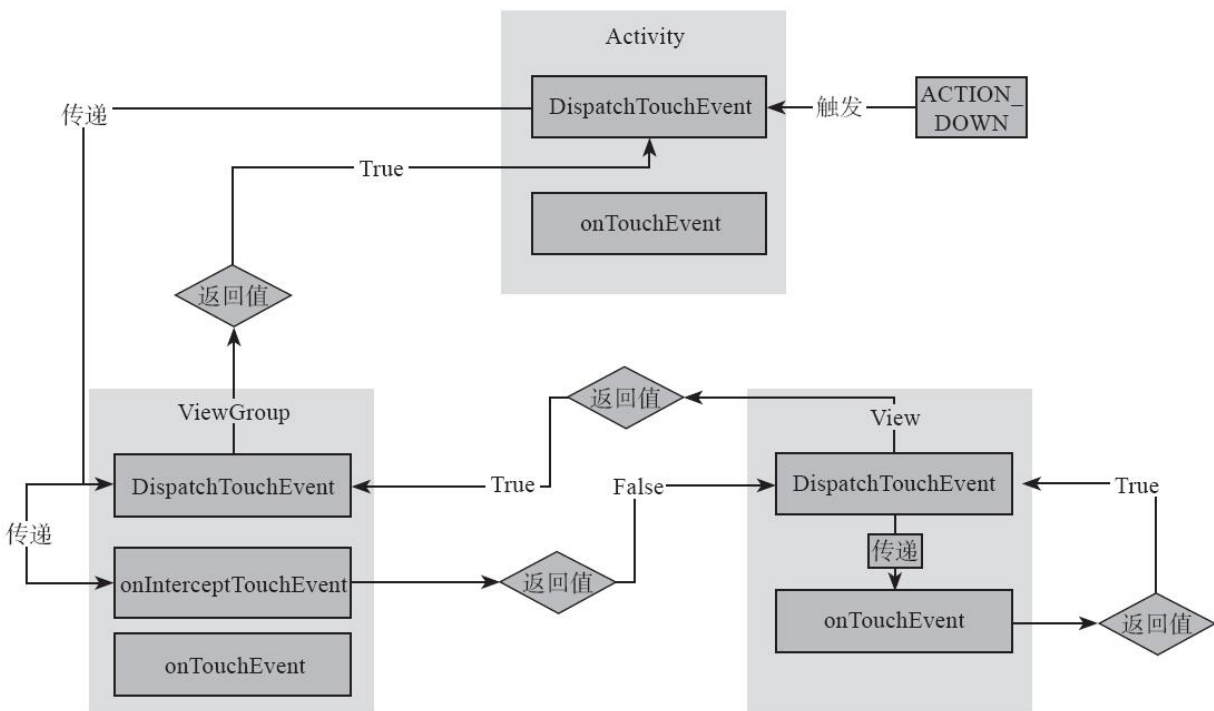 Activity
传递
DispatchTouchEvent
触发
ACTION_
DOWN
True
onTouchEvent
返回值
ViewGroup
返回值
View
DispatchTouchEvent
True
False
DispatchTouchEvent
True
传递
传递
onInterceptTouchEvent
返回值
onTouchEvent
返回值
onTouchEvent